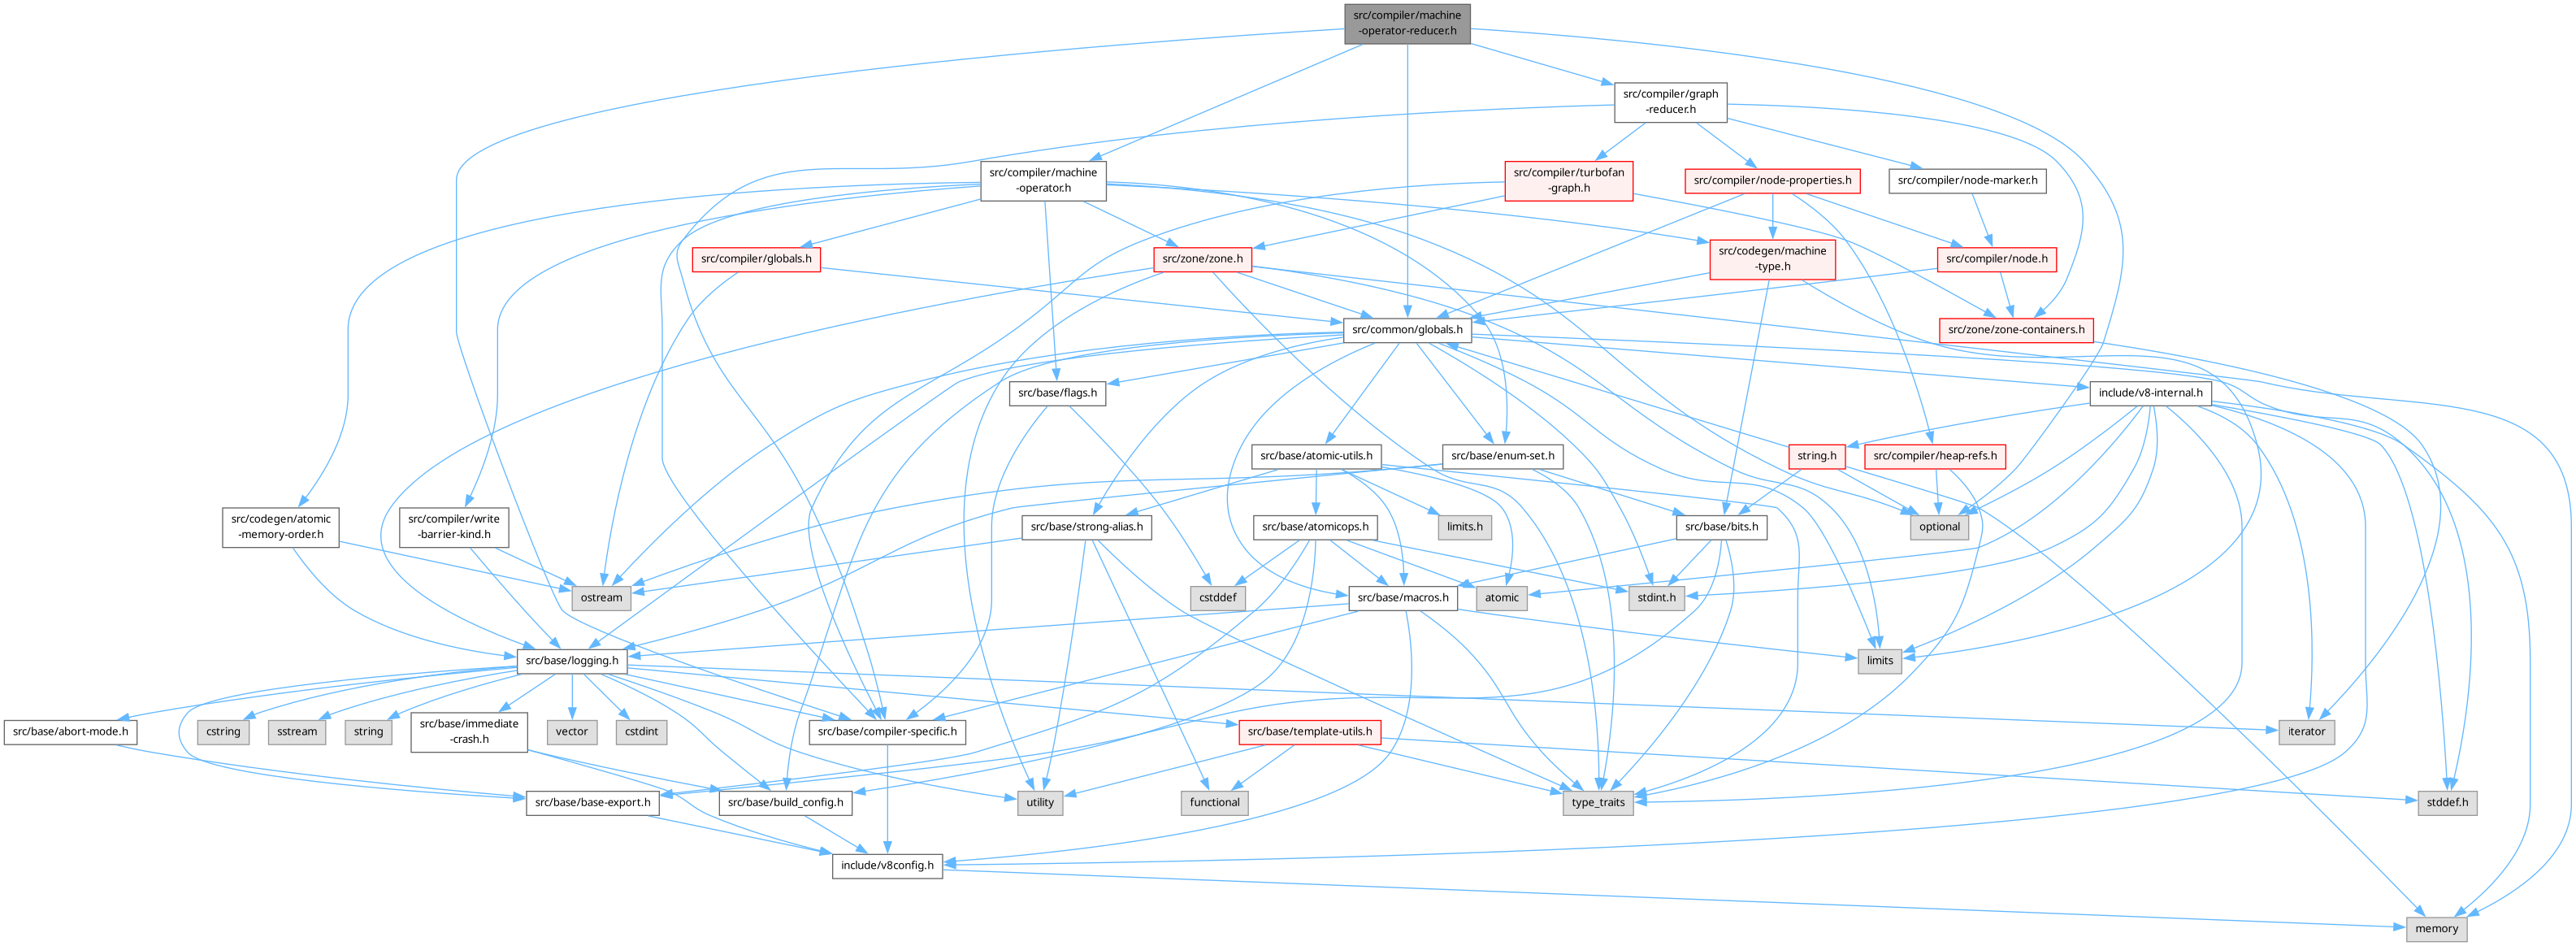 src/compiler/machine
-operator-reducer.h
src/compiler/graph
-reducer.h
src/compiler/machine
-operator.h
src/compiler/turbofan
-graph.h
src/compiler/node-properties.h
src/compiler/node-marker.h
src/compiler/globals.h
src/zone/zone.h
src/codegen/machine
-type.h
src/compiler/node.h
src/common/globals.h
src/zone/zone-containers.h
src/base/flags.h
include/v8-internal.h
src/base/atomic-utils.h
src/base/enum-set.h
string.h
src/compiler/heap-refs.h
src/codegen/atomic
-memory-order.h
src/compiler/write
-barrier-kind.h
src/base/strong-alias.h
src/base/atomicops.h
limits.h
src/base/bits.h
optional
ostream
cstddef
src/base/macros.h
atomic
stdint.h
src/base/logging.h
limits
src/base/abort-mode.h
cstring
sstream
string
src/base/immediate
-crash.h
vector
cstdint
src/base/compiler-specific.h
src/base/template-utils.h
iterator
src/base/base-export.h
src/base/build_config.h
utility
functional
type_traits
stddef.h
include/v8config.h
memory